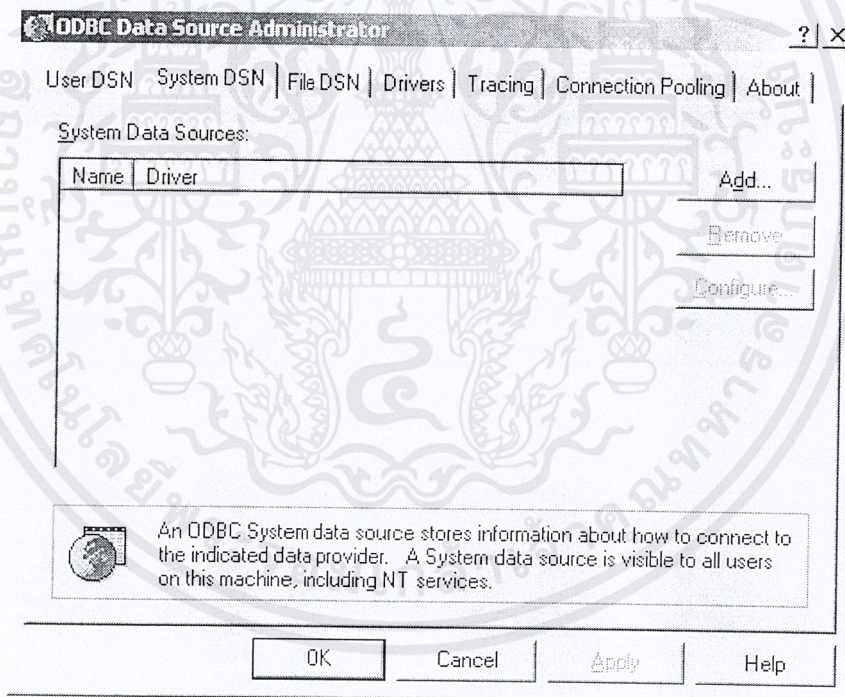 ODBC Data Source Administrator
? ×
User DSN System DSN File DSN Drivers Tracing Connection Pooling About
System Data Sources:
Name Driver
Add...
Remove
Configure...
An ODBC System data source stores information about how to connect to
the indicated data provider. A System data source is visible to all users
on this machine, including NT services.
OK Cancel Apply Help